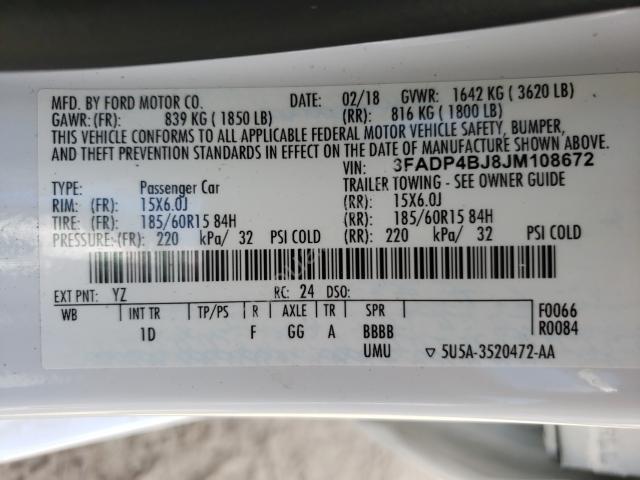 MFD. BY FORD MOTOR CO. DATE: 02/18 GVWR: 1642 KG ( 3620 LB)
GAWR:(FR): 839 KG ( 1850 LB) (RR): 816 KG ( 1800 LB)
THIS VEHICLE CONFORMS TO ALL APPLICABLE FEDERAL MOTOR VEHICLE SAFETY, BUMPER,
AND THEFT PREVENTION STANDARDS IN EFFECT ON THE DATE OF MANUFACTURE SHOWN ABOVE.
VIN: 3FADP4BJ8JM108672
TYPE: Passenger Car TRAILER TOWING - SEE OWNER GUIDE
RIM: (FR): 15X6.0J (RR): 15X6.0J
TIRE: (FR): 185/60R15 84H (RR): 185/60R15 84H
PRESSURE:(FR): 220 kPa/ 32 PSI COLD (RR): 220 kPa/ 32 PSI COLD
EXT PNT: YZ RC: 24 DSO:
WB INT TR TP/PS R AXLE TR SPR F0066
1D F GG A BBBB R0084
UMU ▽ 5U5A-3520472-AA